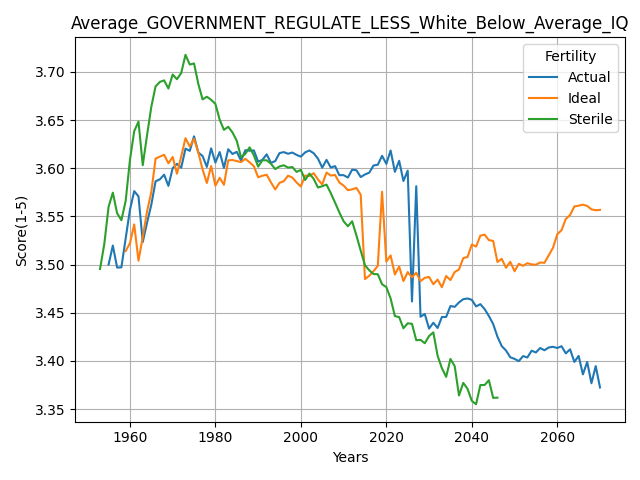 Average_GOVERNMENT_REGULATE_LESS_White_Below_Average_IQ
Fertility
Actual
Ideal
Sterile
Score(1-5)
3.70
3.65
3.60
3.55
3.50
3.45
3.40
3.35
1960
1980
2000
2020
2040
2060
Years